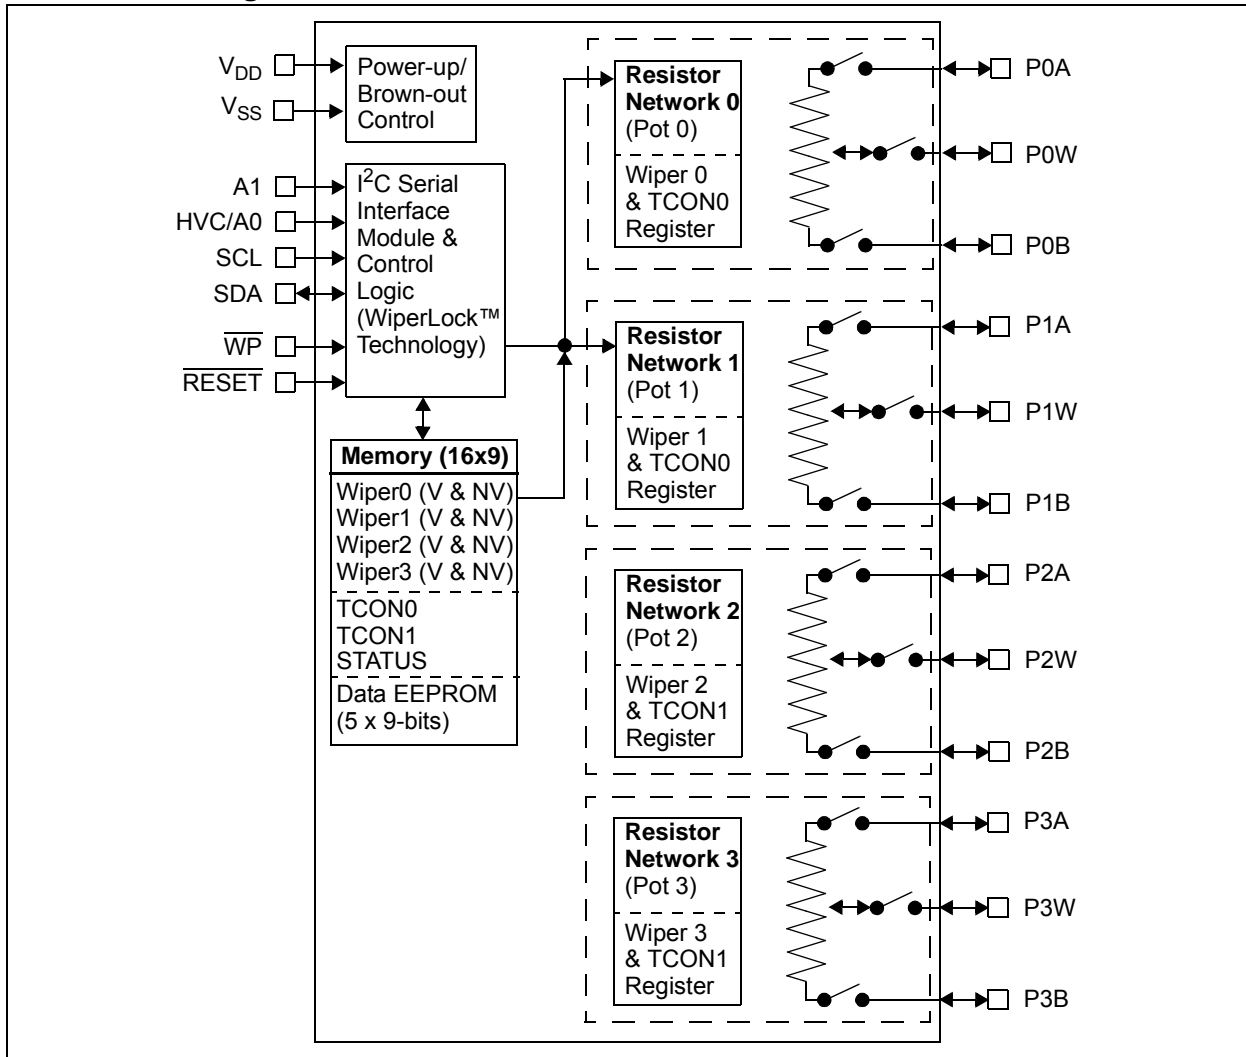 V_DD
V_SS
Power-up/
Brown-out
Control
A1
HVC/A0
SCL
SDA
WP
RESET
I²C Serial
Interface
Module &
Control
Logic
(WiperLock™
Technology)
Memory (16x9)
Wiper0 (V & NV)
Wiper1 (V & NV)
Wiper2 (V & NV)
Wiper3 (V & NV)
TCON0
TCON1
STATUS
Data EEPROM
(5 x 9-bits)
Resistor
Network 0
(Pot 0)
Wiper 0
& TCON0
Register
P0A
P0W
P0B
Resistor
Network 1
(Pot 1)
Wiper 1
& TCON0
Register
P1A
P1W
P1B
Resistor
Network 2
(Pot 2)
Wiper 2
& TCON1
Register
P2A
P2W
P2B
Resistor
Network 3
(Pot 3)
Wiper 3
& TCON1
Register
P3A
P3W
P3B